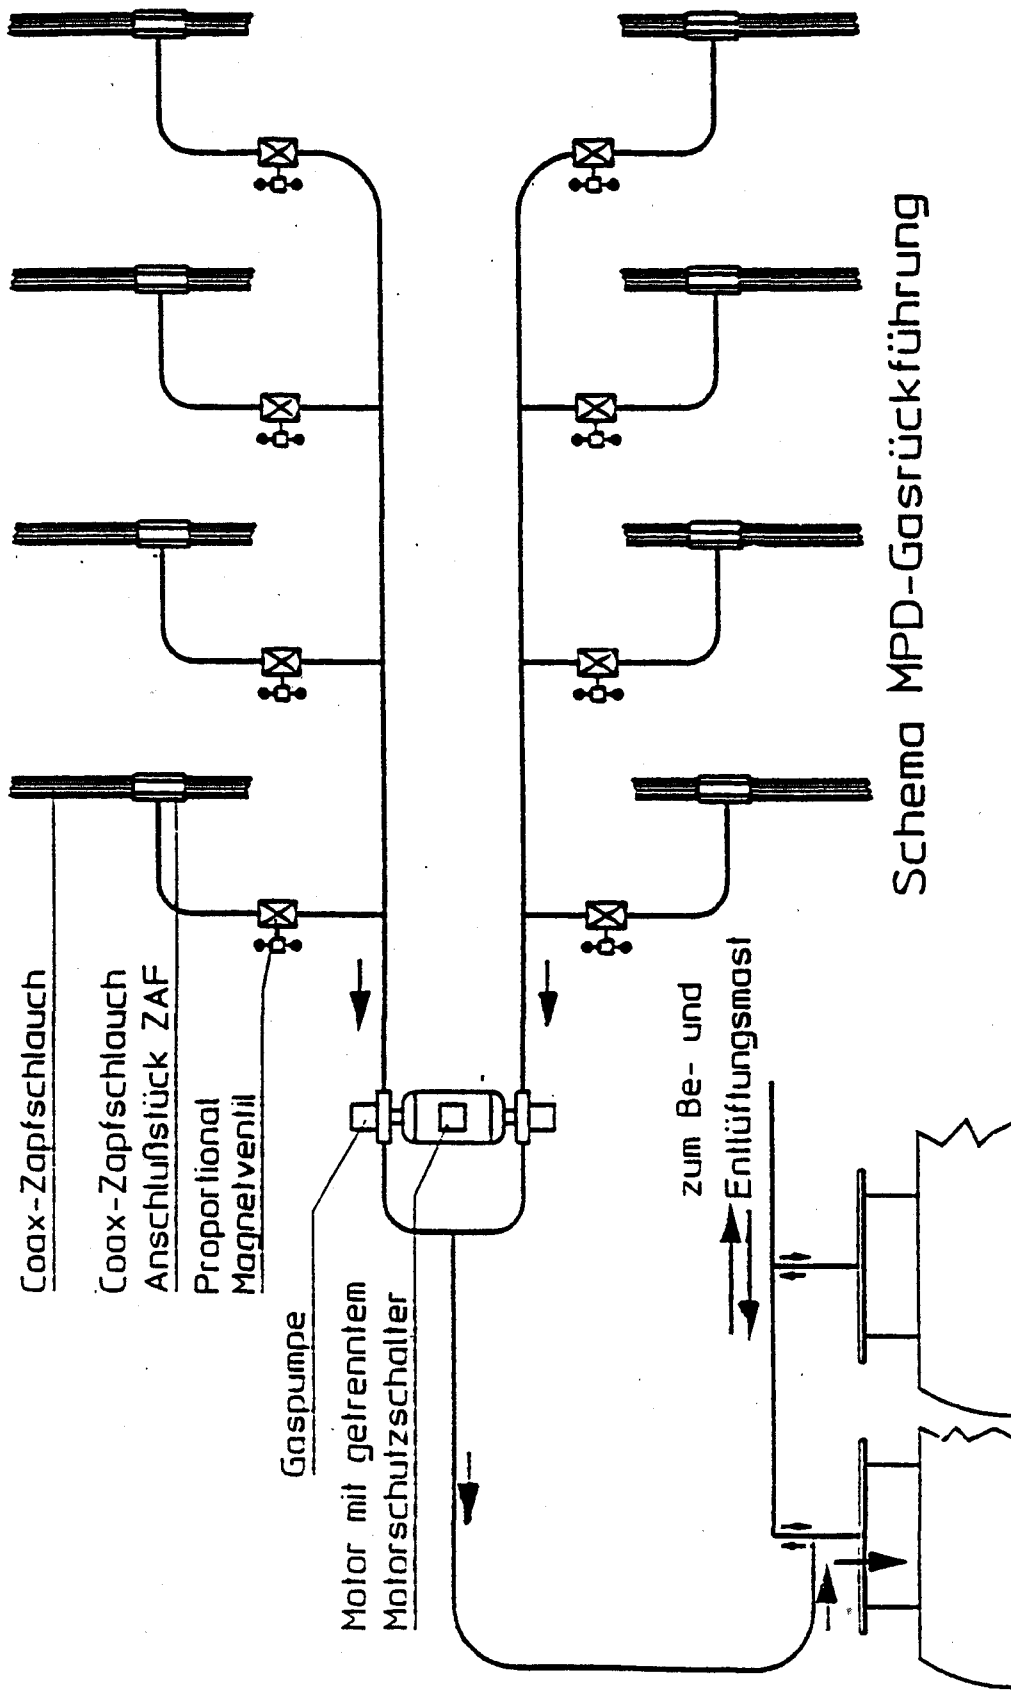 Coax-Zapfschlauch
Coax-Zapfschlauch
Anschlußstück ZAF
Proportional
Magnetventil
Gaspumpe
Motor mit getrenntem
Motorschutzschalter
zum Be- und
Entlüftungsmast
Schema MPD-Gasrückführung